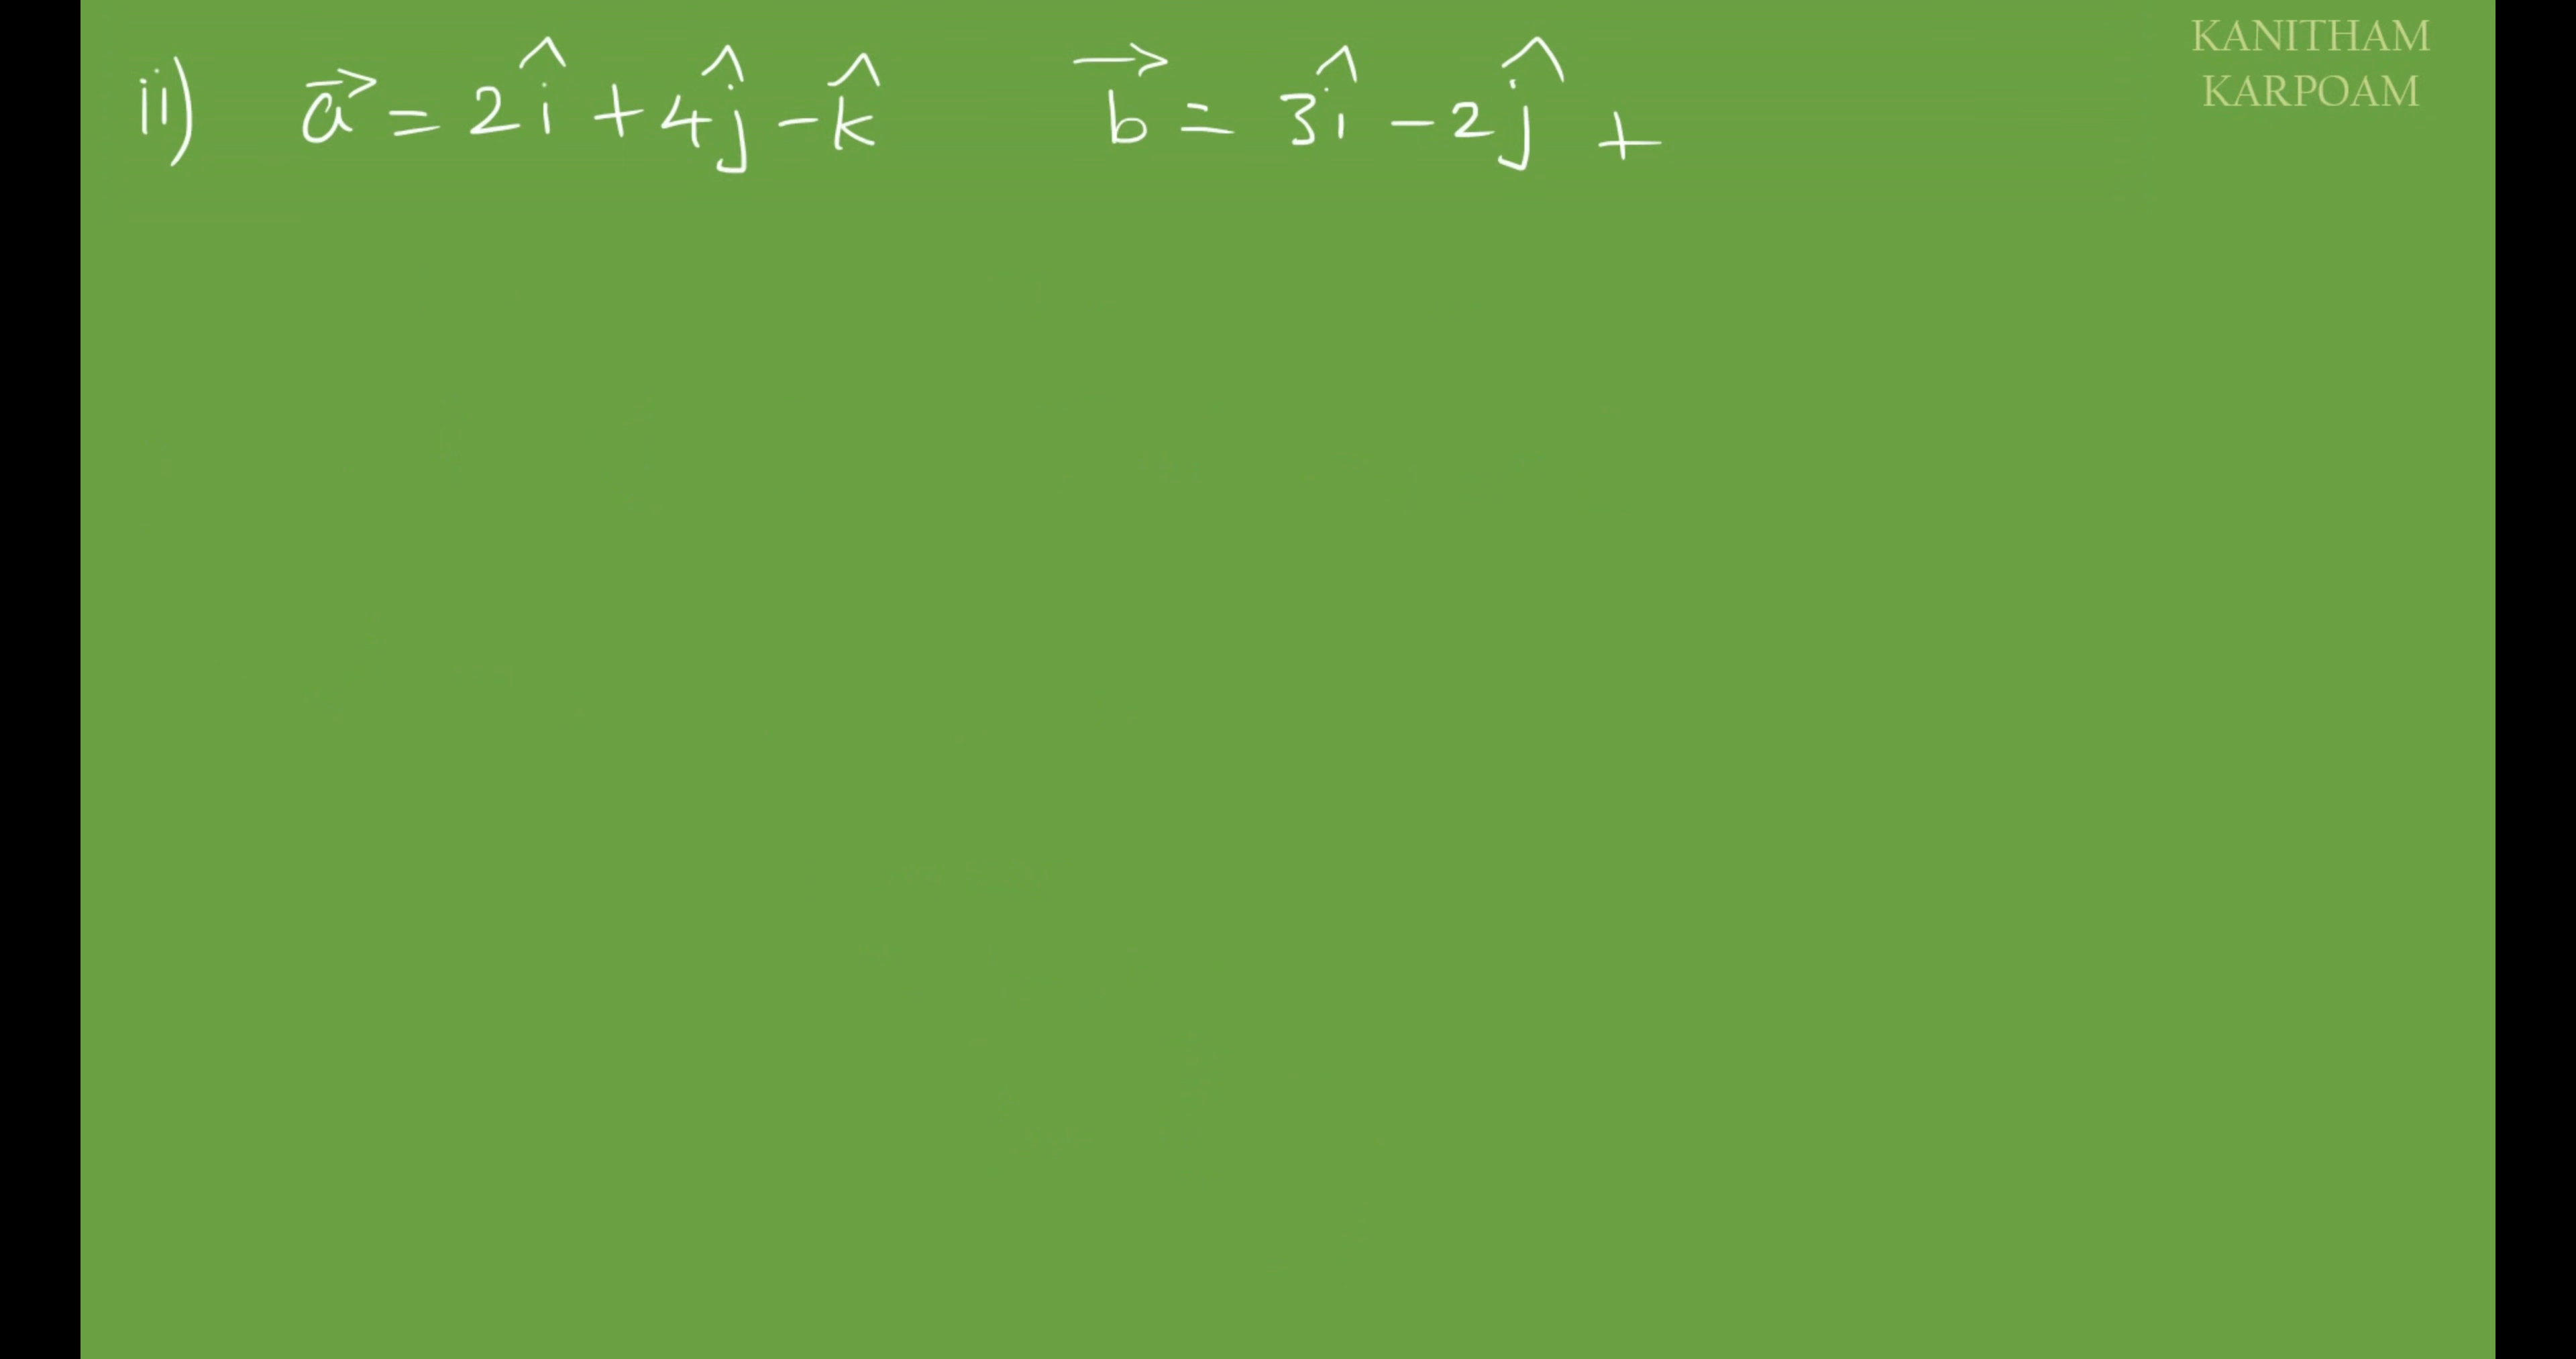 ii) a⃗ = 2î + 4ĵ - k̂ b⃗ = 3î - 2ĵ +
KANITHAM
KARPOAM